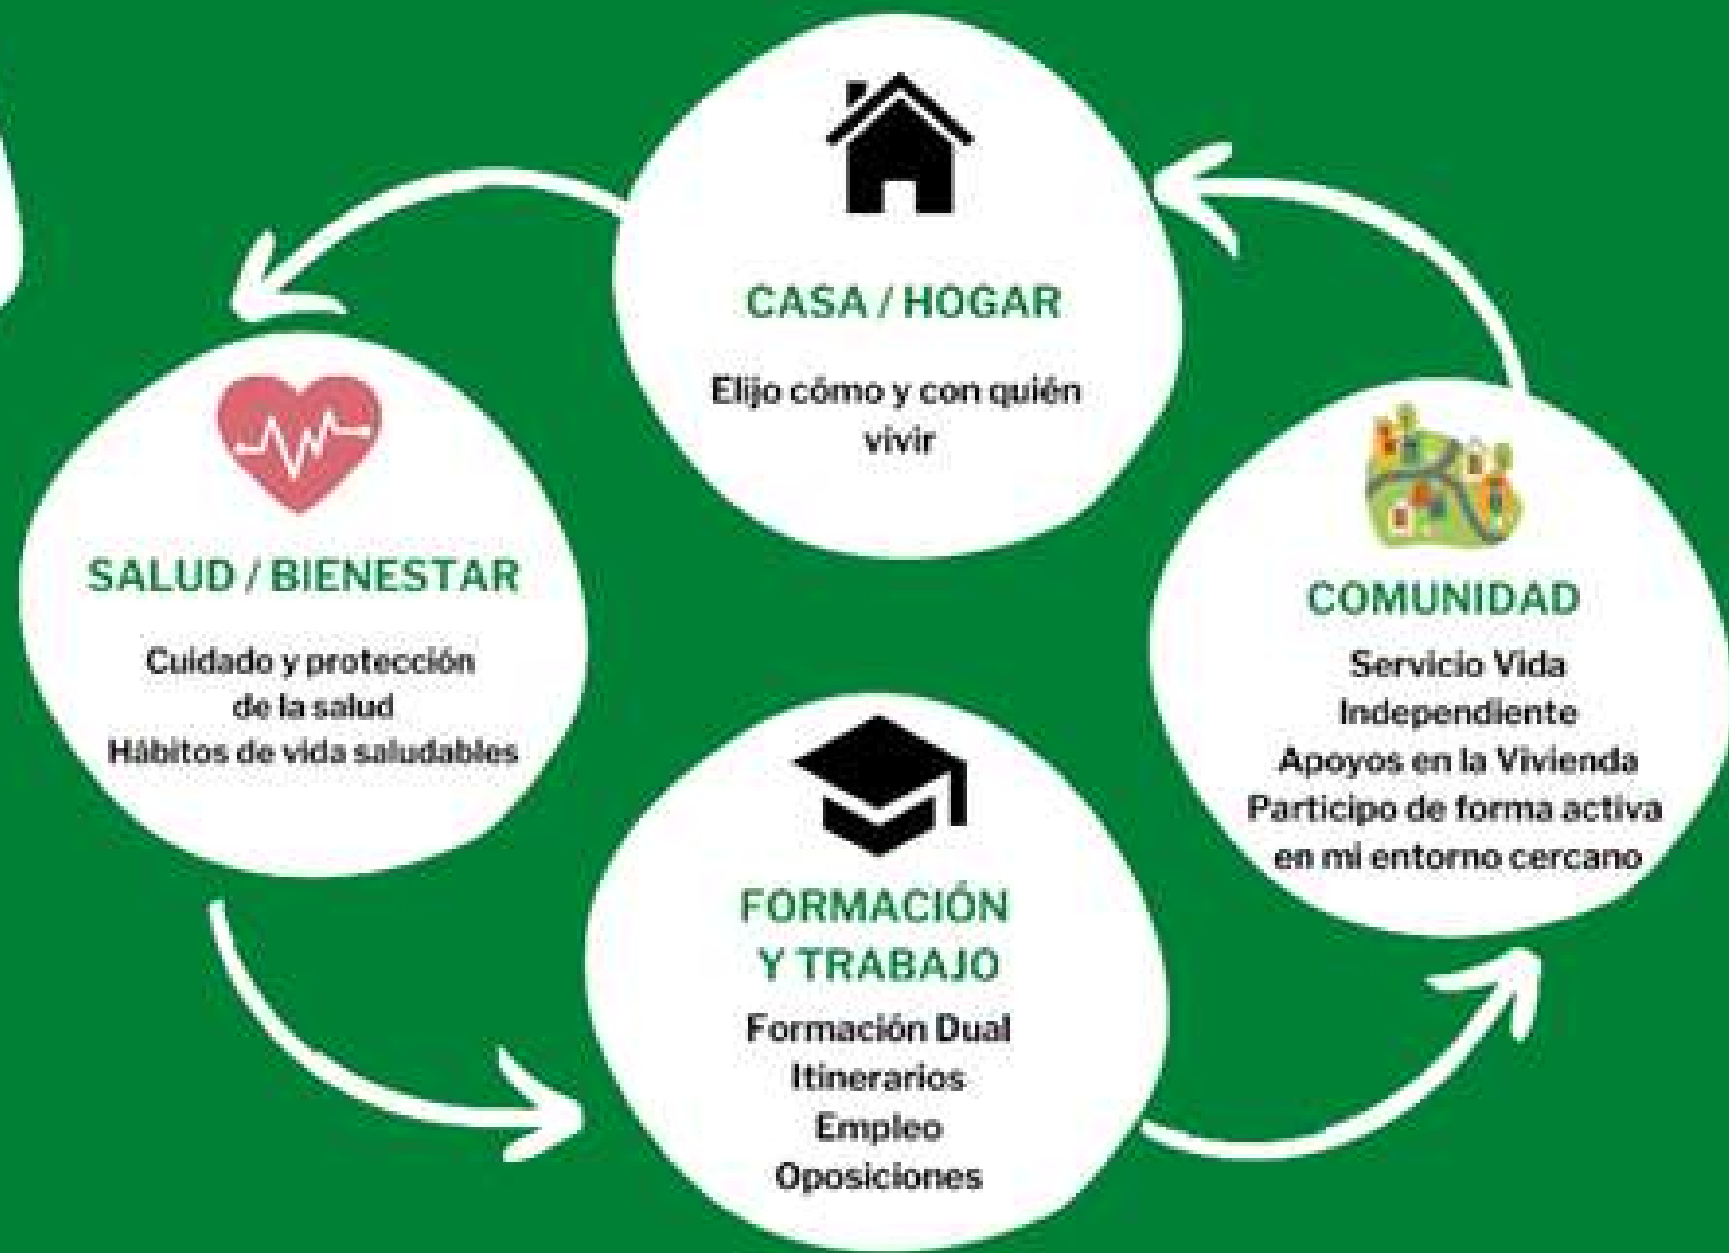 CASA / HOGAR
Elijo cómo y con quién
vivir
SALUD / BIENESTAR
Cuidado y protección
de la salud
Hábitos de vida saludables
FORMACIÓN
Y TRABAJO
Formación Dual
Itinerarios
Empleo
Oposiciones
COMUNIDAD
Servicio Vida
Independiente
Apoyos en la Vivienda
Participo de forma activa
en mi entorno cercano